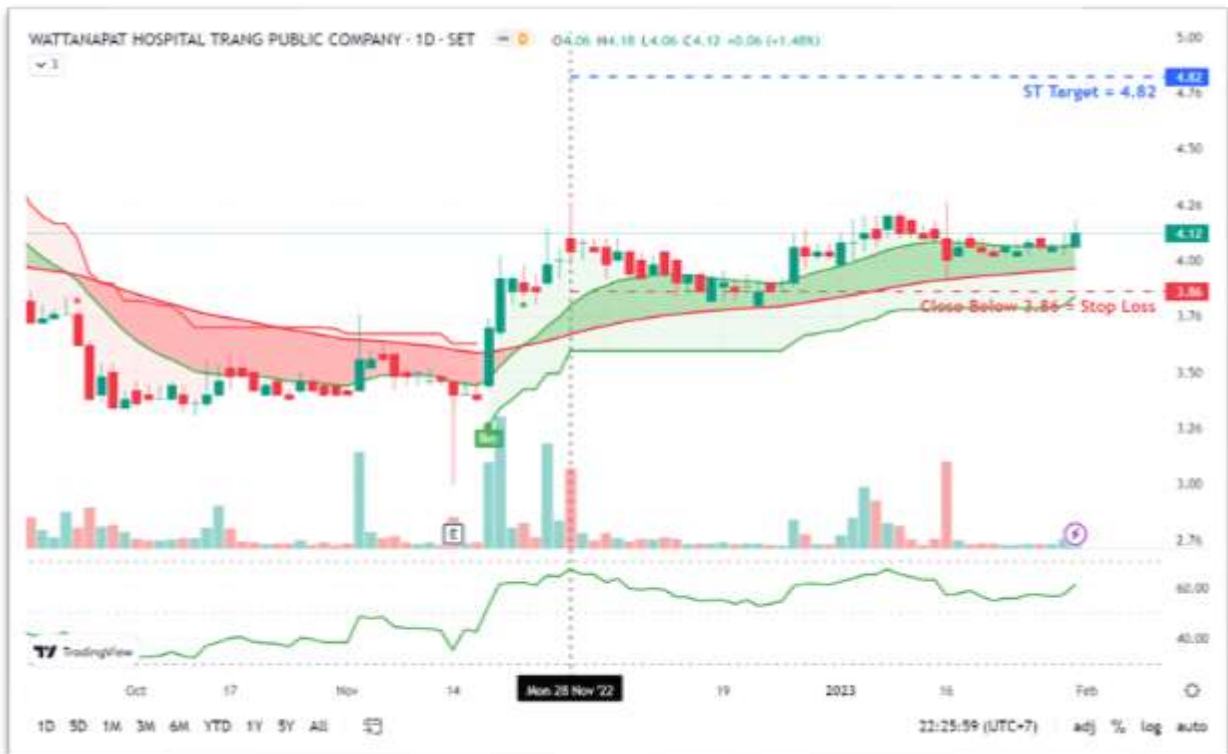 WATTANAPAT HOSPITAL TRANG PUBLIC COMPANY · 1D · SET D O4.06 H4.18 L4.06 C4.12 +0.06 (+1.48%)
3
5.00
4.82
ST Target = 4.82
4.76
4.50
4.26
4.12
4.00
3.86
Close Below 3.86 = Stop Loss
3.76
3.50
3.26
Buy
3.00
E
2.76
60.00
40.00
TradingView
Oct 17 Nov 14 Mon 28 Nov '22 19 2023 16 Feb
1D 5D 1M 3M 6M YTD 1Y 5Y All 22:25:59 (UTC+7) adj % log auto